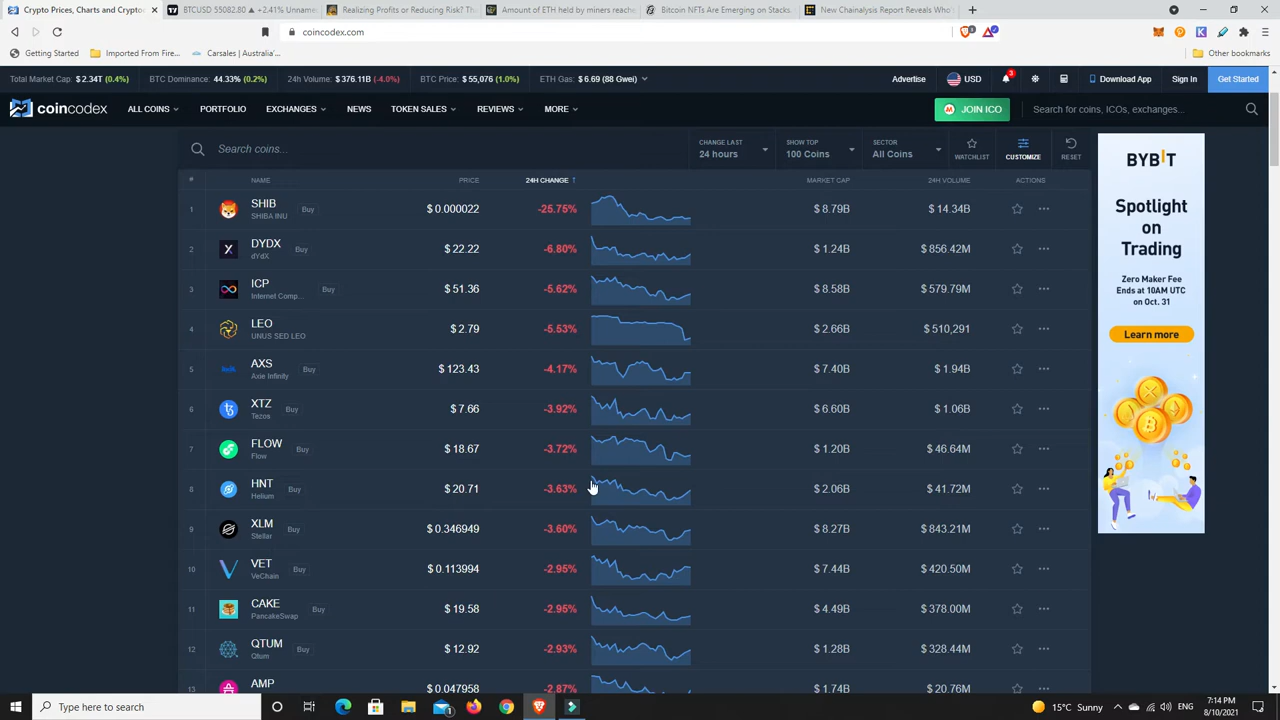 Crypto Prices, Charts and Cryptoc
BTCUSD 55082.80 ▲ +2.41% Unname
Realizing Profits or Reducing Risk? Th
Amount of ETH held by miners reache
Bitcoin NFTs Are Emerging on Stacks.
New Chainalysis Report Reveals Who'
coincodex.com
Getting Started
Imported From Fire...
Carsales | Australia'...
Other bookmarks
Total Market Cap: $ 2.34T (0.4%)
BTC Dominance: 44.33% (0.2%)
24h Volume: $ 376.11B (-4.0%)
BTC Price: $ 55,076 (1.0%)
ETH Gas: $ 6.69 (88 Gwei)
Advertise
USD
3
Download App
Sign In
Get Started
coincodex
ALL COINS
PORTFOLIO
EXCHANGES
NEWS
TOKEN SALES
REVIEWS
MORE
JOIN ICO
Search for coins, ICOs, exchanges...
Search coins...
CHANGE LAST
24 hours
SHOW TOP
100 Coins
SECTOR
All Coins
WATCHLIST
CUSTOMIZE
RESET
# NAME PRICE 24H CHANGE ↑ MARKET CAP 24H VOLUME ACTIONS
1 SHIB Buy $ 0.000022 -25.75% $ 8.79B $ 14.34B
SHIBA INU
2 DYDX Buy $ 22.22 -6.80% $ 1.24B $ 856.42M
dYdX
3 ICP Buy $ 51.36 -5.62% $ 8.58B $ 579.79M
Internet Comp...
4 LEO $ 2.79 -5.53% $ 2.66B $ 510,291
UNUS SED LEO
5 AXS Buy $ 123.43 -4.17% $ 7.40B $ 1.94B
Axie Infinity
6 XTZ Buy $ 7.66 -3.92% $ 6.60B $ 1.06B
Tezos
7 FLOW Buy $ 18.67 -3.72% $ 1.20B $ 46.64M
Flow
8 HNT Buy $ 20.71 -3.63% $ 2.06B $ 41.72M
Helium
9 XLM Buy $ 0.346949 -3.60% $ 8.27B $ 843.21M
Stellar
10 VET Buy $ 0.113994 -2.95% $ 7.44B $ 420.50M
VeChain
11 CAKE Buy $ 19.58 -2.95% $ 4.49B $ 378.00M
PancakeSwap
12 QTUM Buy $ 12.92 -2.93% $ 1.28B $ 328.44M
Qtum
13 AMP $ 0.047958 -2.87% $ 1.74B $ 20.76M
BYBIT
Spotlight
on
Trading
Zero Maker Fee
Ends at 10AM UTC
on Oct. 31
Learn more
Type here to search
15°C Sunny
ENG
7:14 PM
8/10/2021